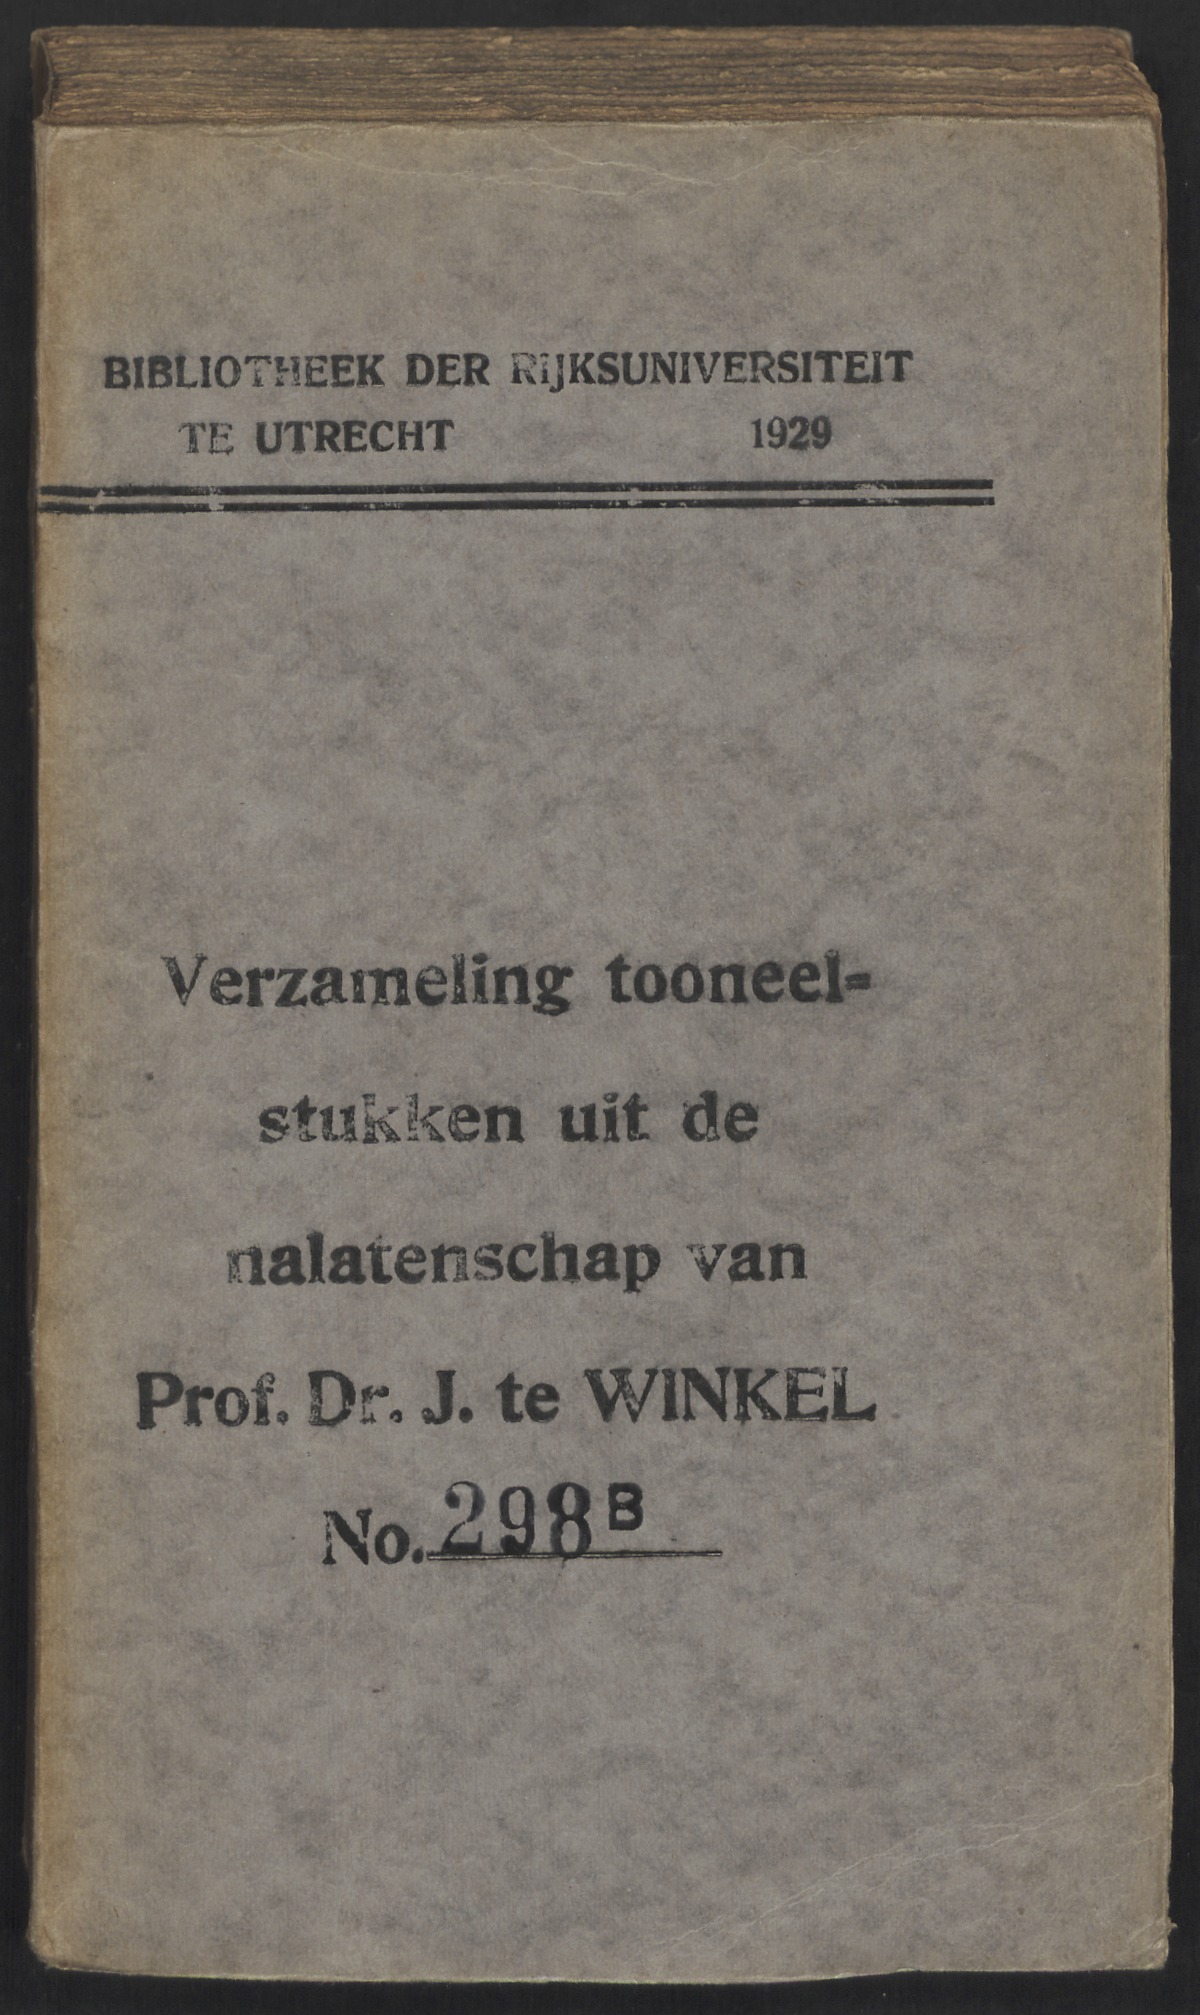 BIBLIOTHEEK DER RIJKSUNIVERSITEIT
TE UTRECHT 1929
Verzameling tooneel=
stukken uit de
nalatenschap van
Prof. Dr. J. te WINKEL
No. 298B